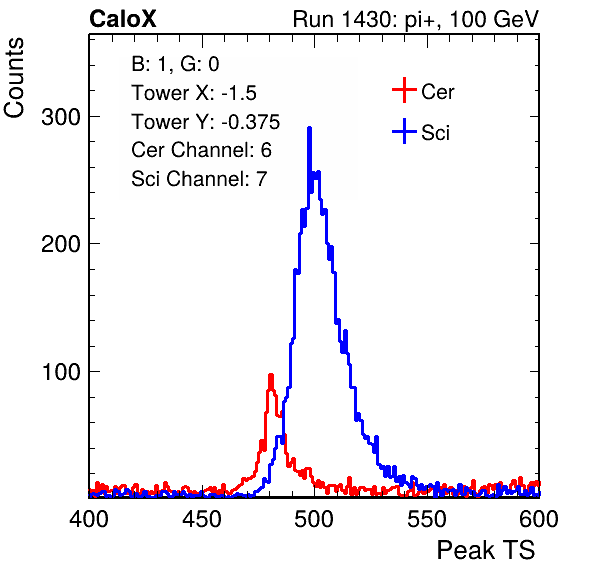 CaloX Run 1430: pi+, 100 GeV
Counts
B: 1, G: 0
Tower X: -1.5
Tower Y: -0.375
Cer Channel: 6
Sci Channel: 7
Cer
Sci
300
200
100
400 450 500 550 600
Peak TS